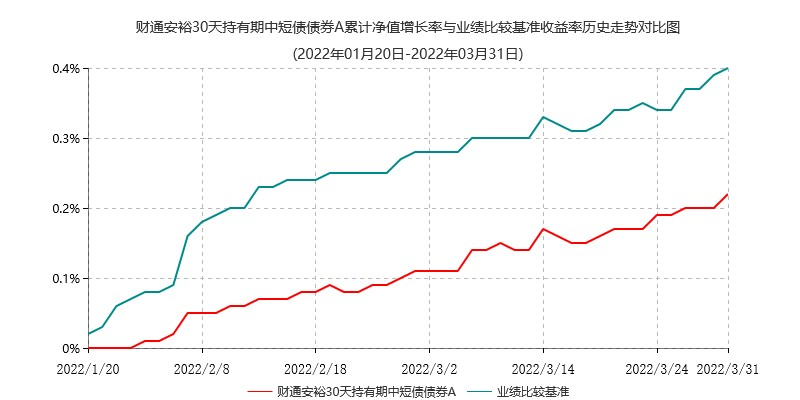 财通安裕30天持有期中短债债券A累计净值增长率与业绩比较基准收益率历史走势对比图
(2022年01月20日-2022年03月31日)
0.4%
0.3%
0.2%
0.1%
0%
2022/1/20 2022/2/8 2022/2/18 2022/3/2 2022/3/14 2022/3/24 2022/3/31
财通安裕30天持有期中短债债券A 业绩比较基准